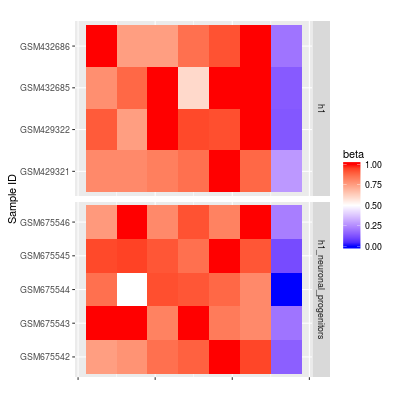 GSM432686
GSM432685
GSM429322
GSM429321
h1
GSM675546
GSM675545
GSM675544
GSM675543
GSM675542
h1_neuronal_progenitors
Sample ID
beta
1.00
0.75
0.50
0.25
0.00